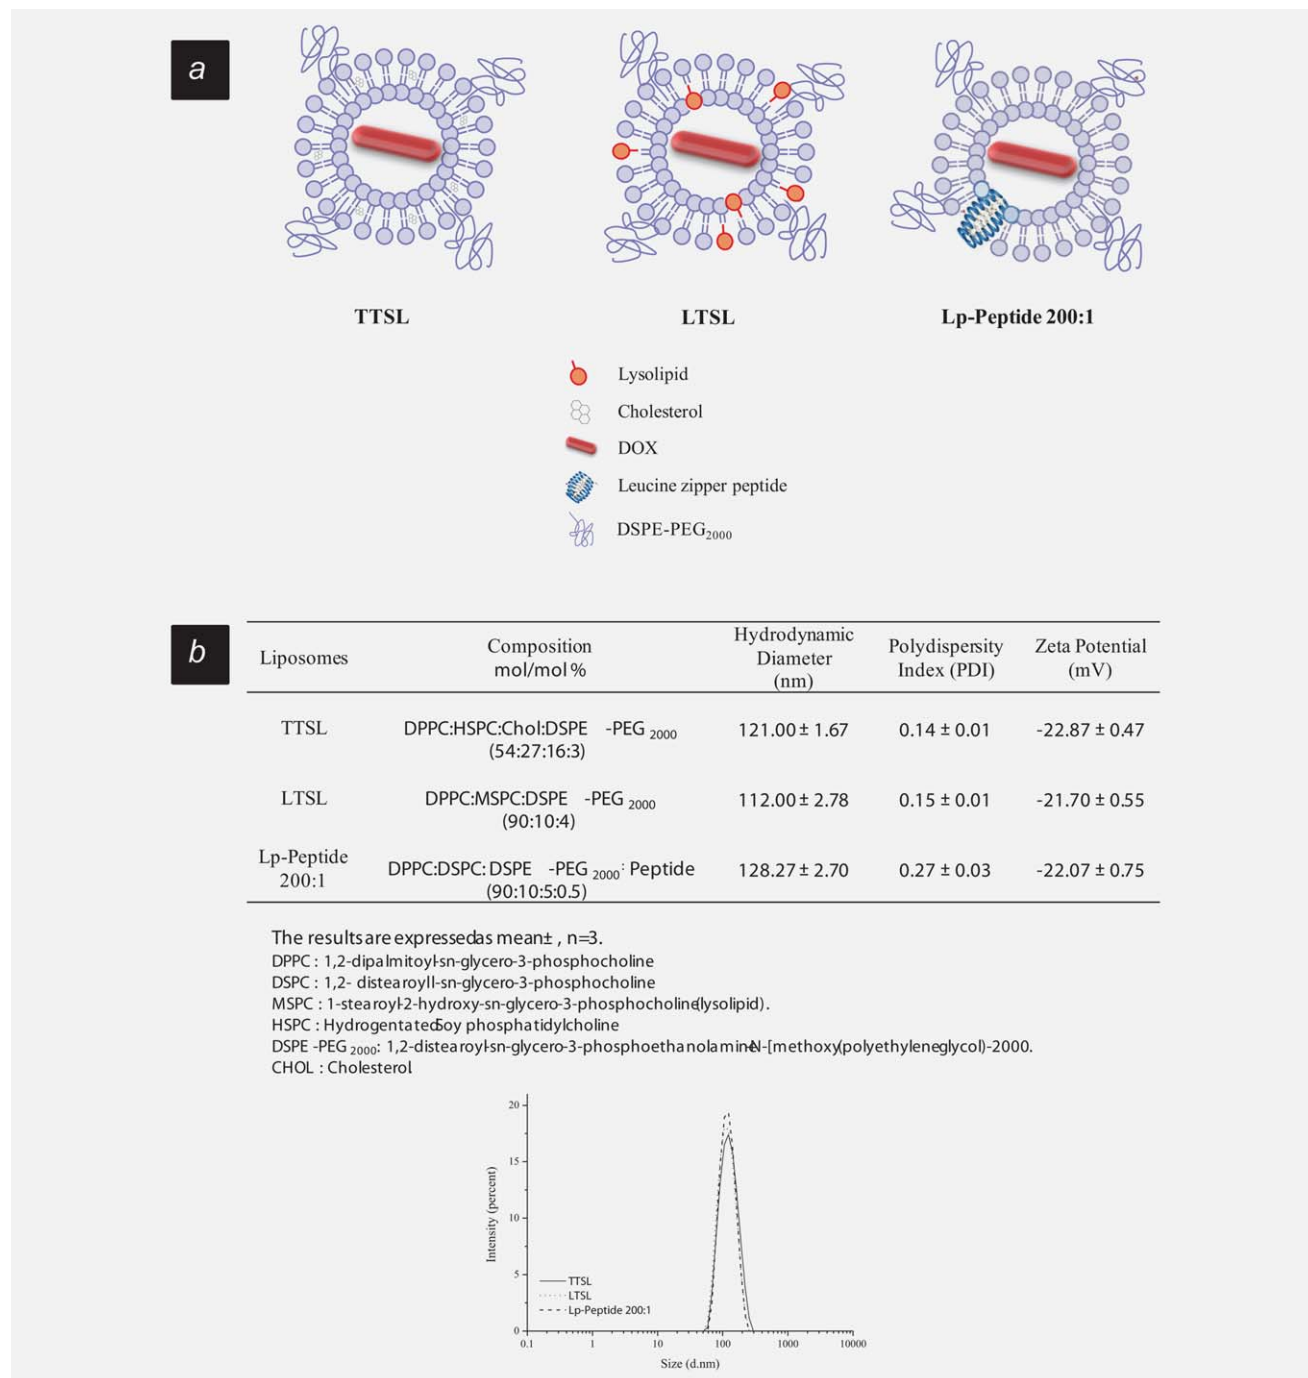 a
TTSL
LTSL
Lp-Peptide 200:1
Lysolipid
Cholesterol
DOX
Leucine zipper peptide
DSPE-PEG2000
b
Liposomes
Composition
mol/mol %
Hydrodynamic
Diameter
(nm)
Polydispersity
Index (PDI)
Zeta Potential
(mV)
TTSL
DPPC:HSPC:Chol:DSPE -PEG 2000
(54:27:16:3)
121.00 ± 1.67
0.14 ± 0.01
-22.87 ± 0.47
LTSL
DPPC:MSPC:DSPE -PEG 2000
(90:10:4)
112.00 ± 2.78
0.15 ± 0.01
-21.70 ± 0.55
Lp-Peptide
200:1
DPPC:DSPC: DSPE -PEG 2000: Peptide
(90:10:5:0.5)
128.27 ± 2.70
0.27 ± 0.03
-22.07 ± 0.75
The results are expressed as mean± , n=3.
DPPC : 1,2-dipalmitoyl-sn-glycero-3-phosphocholine
DSPC : 1,2- distearoyll-sn-glycero-3-phosphocholine
MSPC : 1-stearoyl-2-hydroxy-sn-glycero-3-phosphocholine(lysolipid).
HSPC : Hydrogentated Soy phosphatidylcholine
DSPE -PEG 2000: 1,2-distearoyl-sn-glycero-3-phosphoethanolamine-N-[methoxy(polyethyleneglycol)-2000.
CHOL : Cholesterol.
Intensity (percent)
20
15
10
5
0
TTSL
LTSL
Lp-Peptide 200:1
0.1 1 10 100 1000 10000
Size (d.nm)